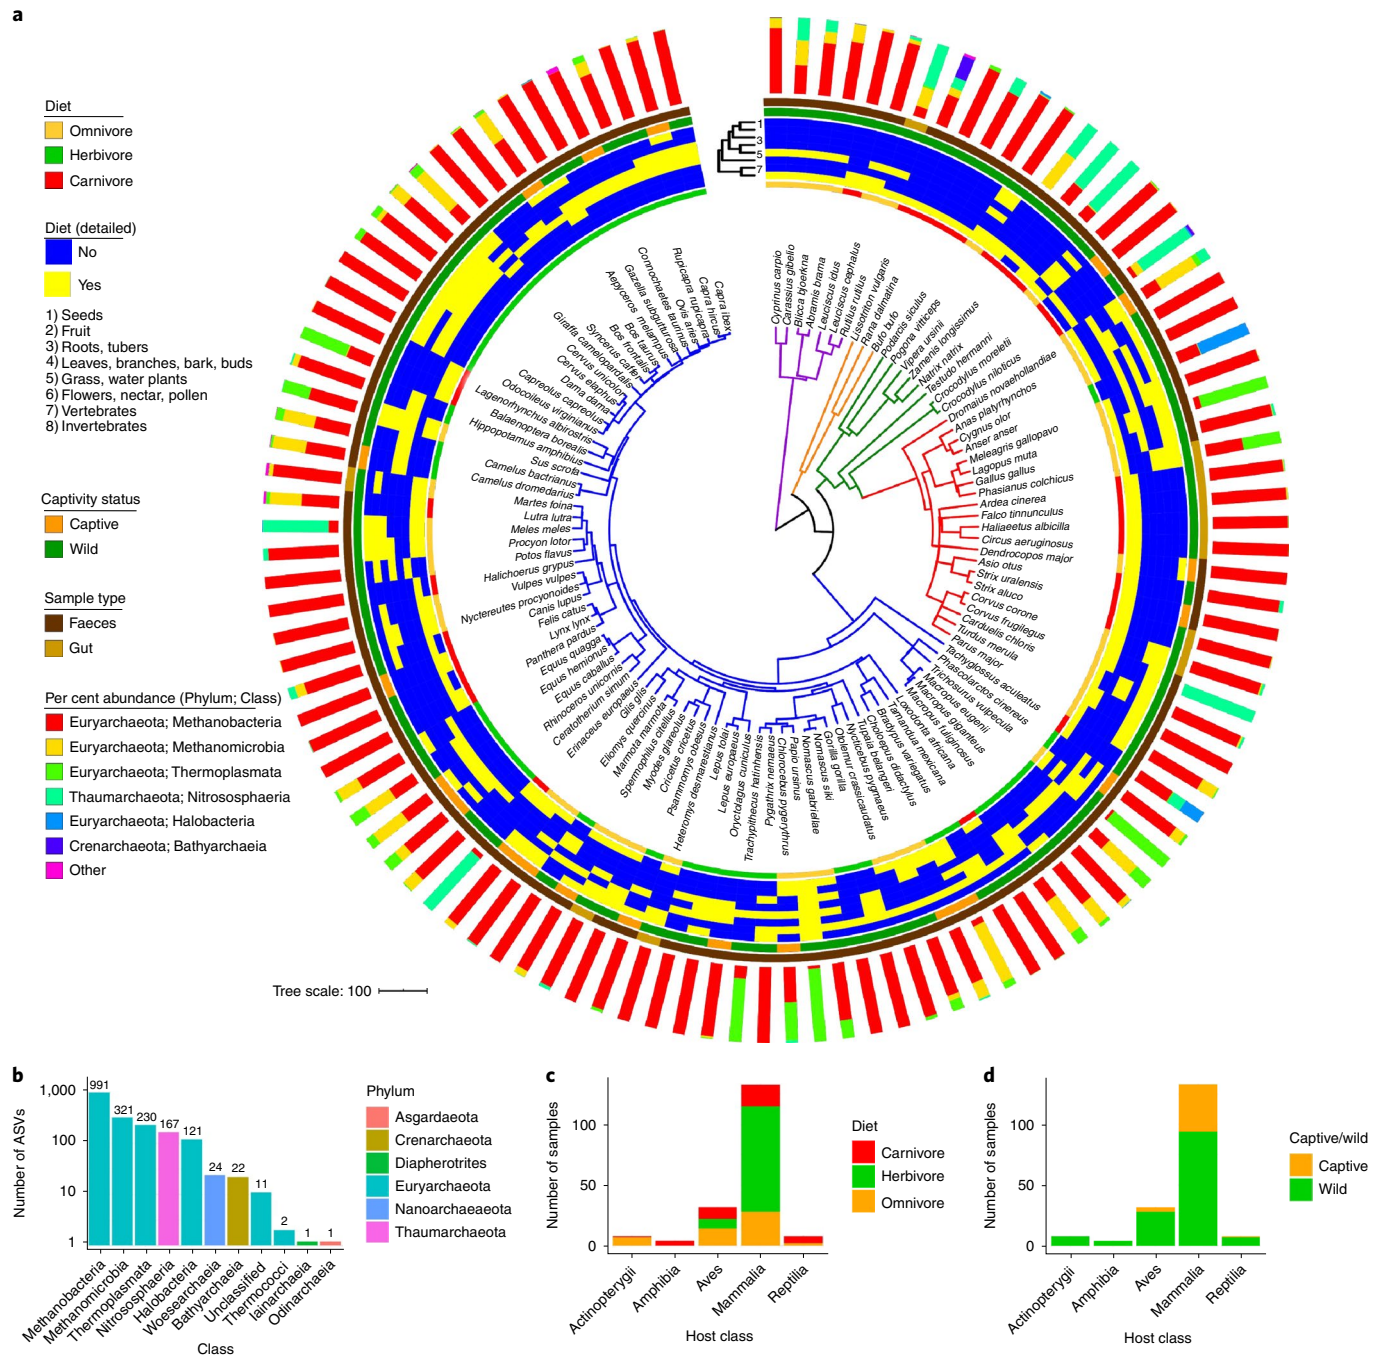 a
Diet
Omnivore
Herbivore
Carnivore
Diet (detailed)
No
Yes
1) Seeds
2) Fruit
3) Roots, tubers
4) Leaves, branches, bark, buds
5) Grass, water plants
6) Flowers, nectar, pollen
7) Vertebrates
8) Invertebrates
Captivity status
Captive
Wild
Sample type
Faeces
Gut
Per cent abundance (Phylum; Class)
Euryarchaeota; Methanobacteria
Euryarchaeota; Methanomicrobia
Euryarchaeota; Thermoplasmata
Thaumarchaeota; Nitrososphaeria
Euryarchaeota; Halobacteria
Crenarchaeota; Bathyarchaeia
Other
1
3
5
7
Cyprinus carpio
Carassius gibelio
Blicca bjoerkna
Abramis brama
Leuciscus idus
Leuciscus cephalus
Rutilus rutilus
Lissotriton vulgaris
Rana dalmatina
Bufo bufo
Podarcis siculus
Pogona vitticeps
Vipera ursinii
Zamenis longissimus
Natrix natrix
Testudo hermanni
Crocodylus moreletii
Crocodylus niloticus
Dromaius novaehollandiae
Anas platyrhynchos
Cygnus olor
Anser anser
Meleagris gallopavo
Lagopus muta
Gallus gallus
Phasianus colchicus
Ardea cinerea
Falco tinnunculus
Haliaeetus albicilla
Circus aeruginosus
Dendrocopos major
Asio otus
Strix uralensis
Strix aluco
Corvus corone
Corvus frugilegus
Carduelis chloris
Turdus merula
Parus major
Tachyglossus aculeatus
Phascolarctos cinereus
Trichosurus vulpecula
Macropus eugenii
Macropus giganteus
Macropus fuliginosus
Loxodonta africana
Tamandua mexicana
Bradypus variegatus
Choloepus didactylus
Tupaia belangeri
Nycticebus pygmaeus
Otolemur crassicaudatus
Gorilla gorilla
Nomascus siki
Nomascus gabriellae
Papio ursinus
Chlorocebus pygerythrus
Pygathrix nemaeus
Trachypithecus hatinhensis
Oryctolagus cuniculus
Lepus europaeus
Lepus tolai
Heteromys desmarestianus
Psammomys obesus
Cricetus cricetus
Myodes glareolus
Spermophilus citellus
Marmota marmota
Eliomys quercinus
Glis glis
Erinaceus europaeus
Ceratotherium simum
Rhinoceros unicornis
Equus caballus
Equus hemionus
Equus quagga
Panthera pardus
Lynx lynx
Felis catus
Canis lupus
Nyctereutes procyonoides
Vulpes vulpes
Halichoerus grypus
Potos flavus
Procyon lotor
Meles meles
Lutra lutra
Martes foina
Camelus dromedarius
Camelus bactrianus
Sus scrofa
Hippopotamus amphibius
Balaenoptera borealis
Lagenorhynchus albirostris
Odocoileus virginianus
Capreolus capreolus
Dama dama
Cervus elaphus
Cervus unicolor
Giraffa camelopardalis
Syncerus caffer
Bos frontalis
Bos taurus
Aepyceros melampus
Gazella subgutturosa
Connochaetes taurinus
Ovis aries
Rupicapra rupicapra
Capra hircus
Capra ibex
Tree scale: 100
b
Number of ASVs
1,000
100
10
1
991
321
230
167
121
24
22
11
2
1
1
Methanobacteria
Methanomicrobia
Thermoplasmata
Nitrososphaeria
Halobacteria
Woesearchaeia
Bathyarchaeia
Unclassified
Thermococci
Iainarchaeia
Odinarchaeia
Class
Phylum
Asgardaeota
Crenarchaeota
Diapherotrites
Euryarchaeota
Nanoarchaeaeota
Thaumarchaeota
c
Number of samples
100
50
0
Actinopterygii
Amphibia
Aves
Mammalia
Reptilia
Host class
Diet
Carnivore
Herbivore
Omnivore
d
Number of samples
100
50
0
Actinopterygii
Amphibia
Aves
Mammalia
Reptilia
Host class
Captive/wild
Captive
Wild